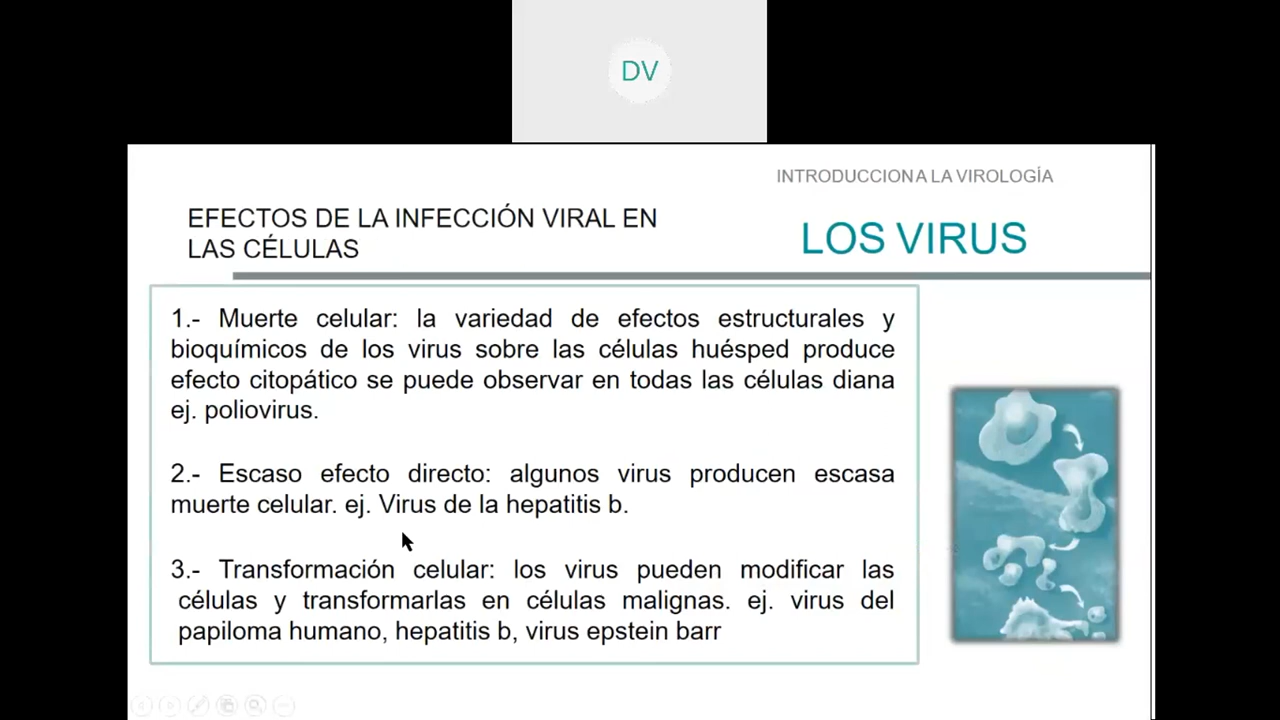 DV
INTRODUCCION A LA VIROLOGÍA
EFECTOS DE LA INFECCIÓN VIRAL EN
LAS CÉLULAS
LOS VIRUS
1.- Muerte celular: la variedad de efectos estructurales y
bioquímicos de los virus sobre las células huésped produce
efecto citopático se puede observar en todas las células diana
ej. poliovirus.
2.- Escaso efecto directo: algunos virus producen escasa
muerte celular. ej. Virus de la hepatitis b.
3.- Transformación celular: los virus pueden modificar las
células y transformarlas en células malignas. ej. virus del
papiloma humano, hepatitis b, virus epstein barr